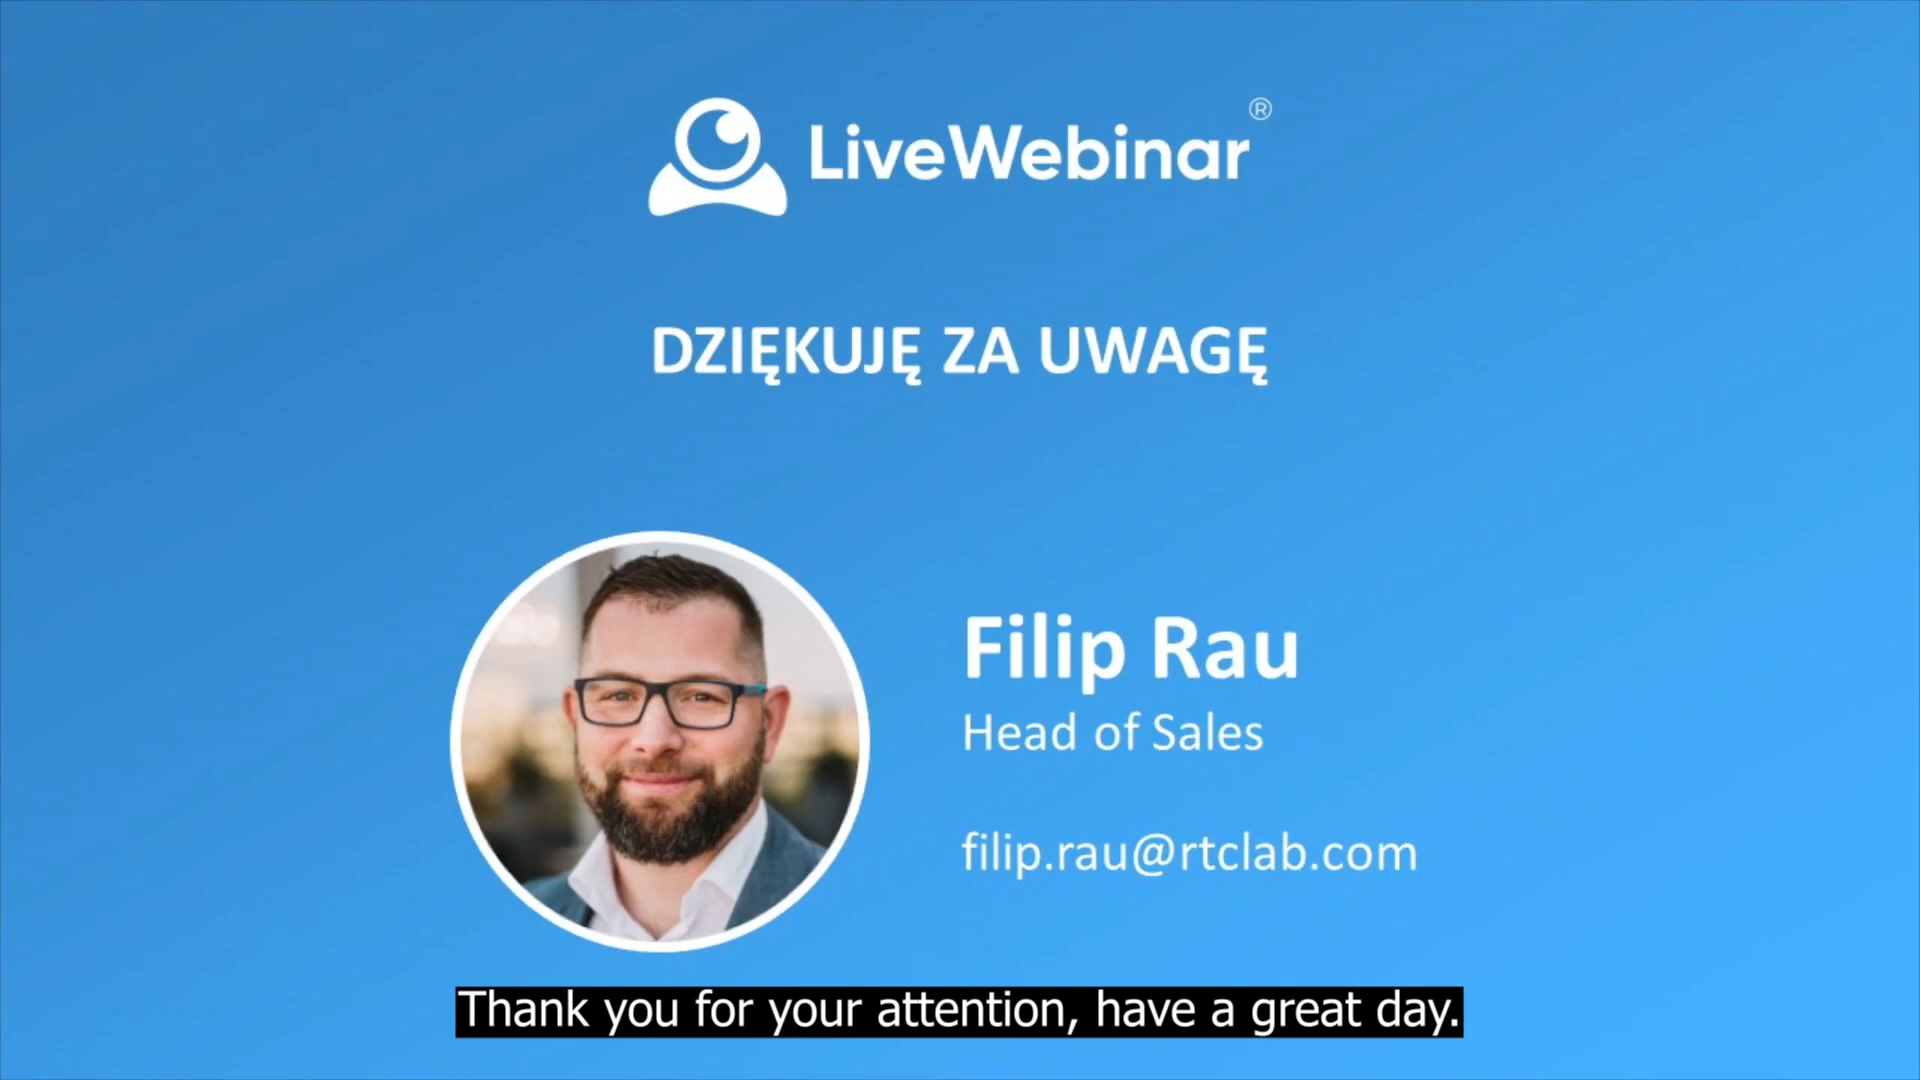 LiveWebinar®
DZIĘKUJĘ ZA UWAGĘ
Filip Rau
Head of Sales
filip.rau@rtclab.com
Thank you for your attention, have a great day.